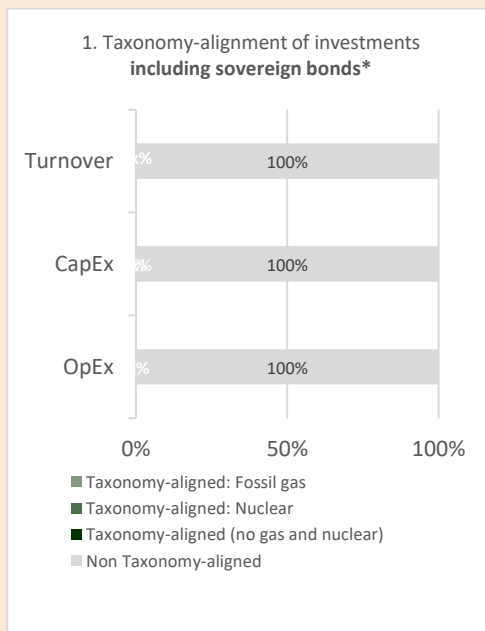 1. Taxonomy-alignment of investments
including sovereign bonds*
Turnover
100%
CapEx
100%
OpEx
100%
0% 50% 100%
Taxonomy-aligned: Fossil gas
Taxonomy-aligned: Nuclear
Taxonomy-aligned (no gas and nuclear)
Non Taxonomy-aligned